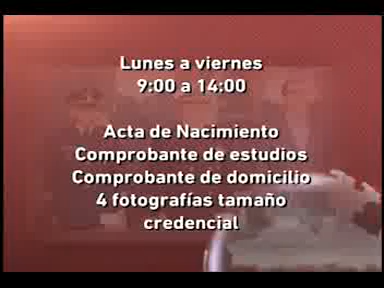 Lunes a viernes
9:00 a 14:00
Acta de Nacimiento
Comprobante de estudios
Comprobante de domicilio
4 fotografías tamaño
credencial